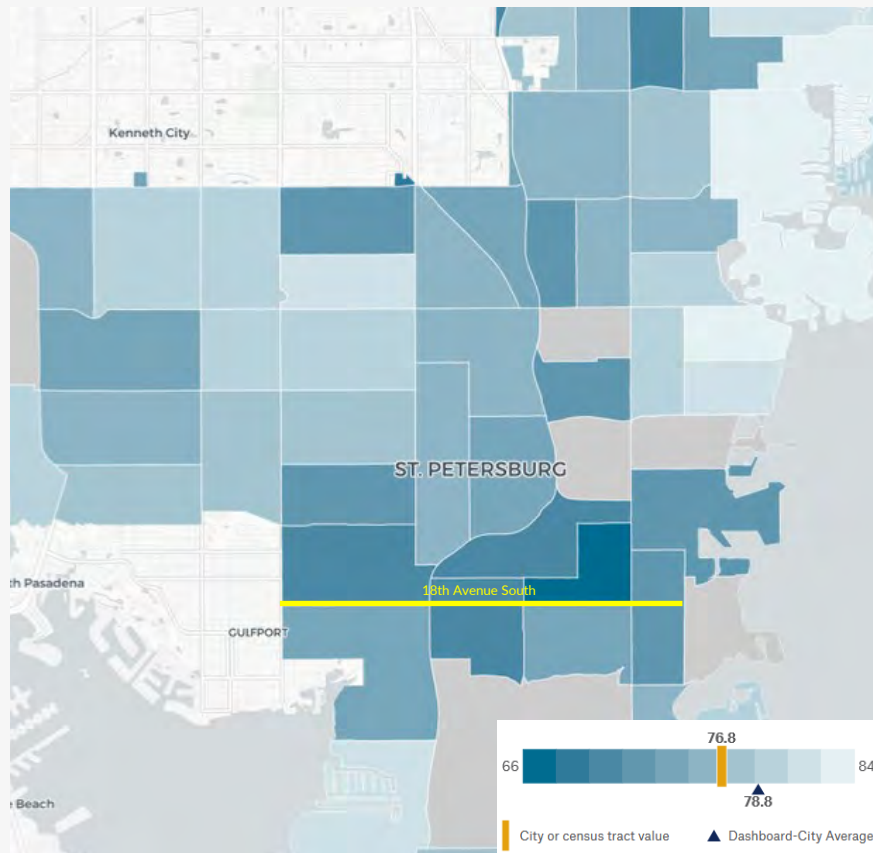 Kenneth City
ST. PETERSBURG
18th Avenue South
th Pasadena
GULFPORT
e Beach
76.8
66
84
78.8
City or census tract value
Dashboard-City Average